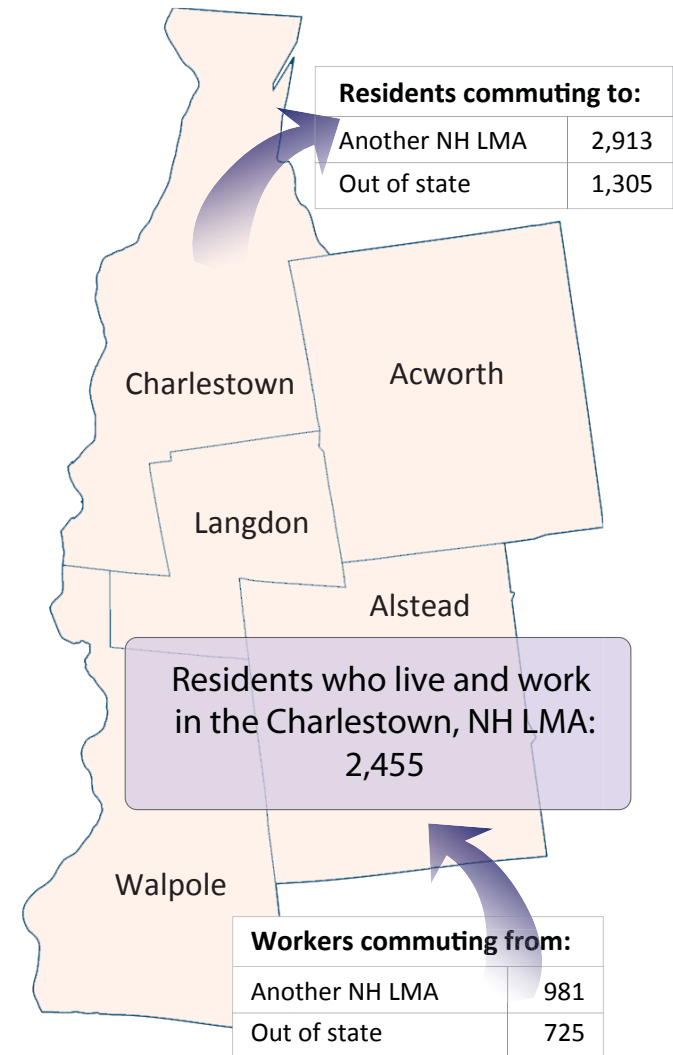 Residents commuting to:
Another NH LMA 2,913
Out of state 1,305
Acworth
Charlestown
Langdon
Alstead
Residents who live and work
in the Charlestown, NH LMA:
2,455
Walpole
Workers commuting from:
Another NH LMA 981
Out of state 725